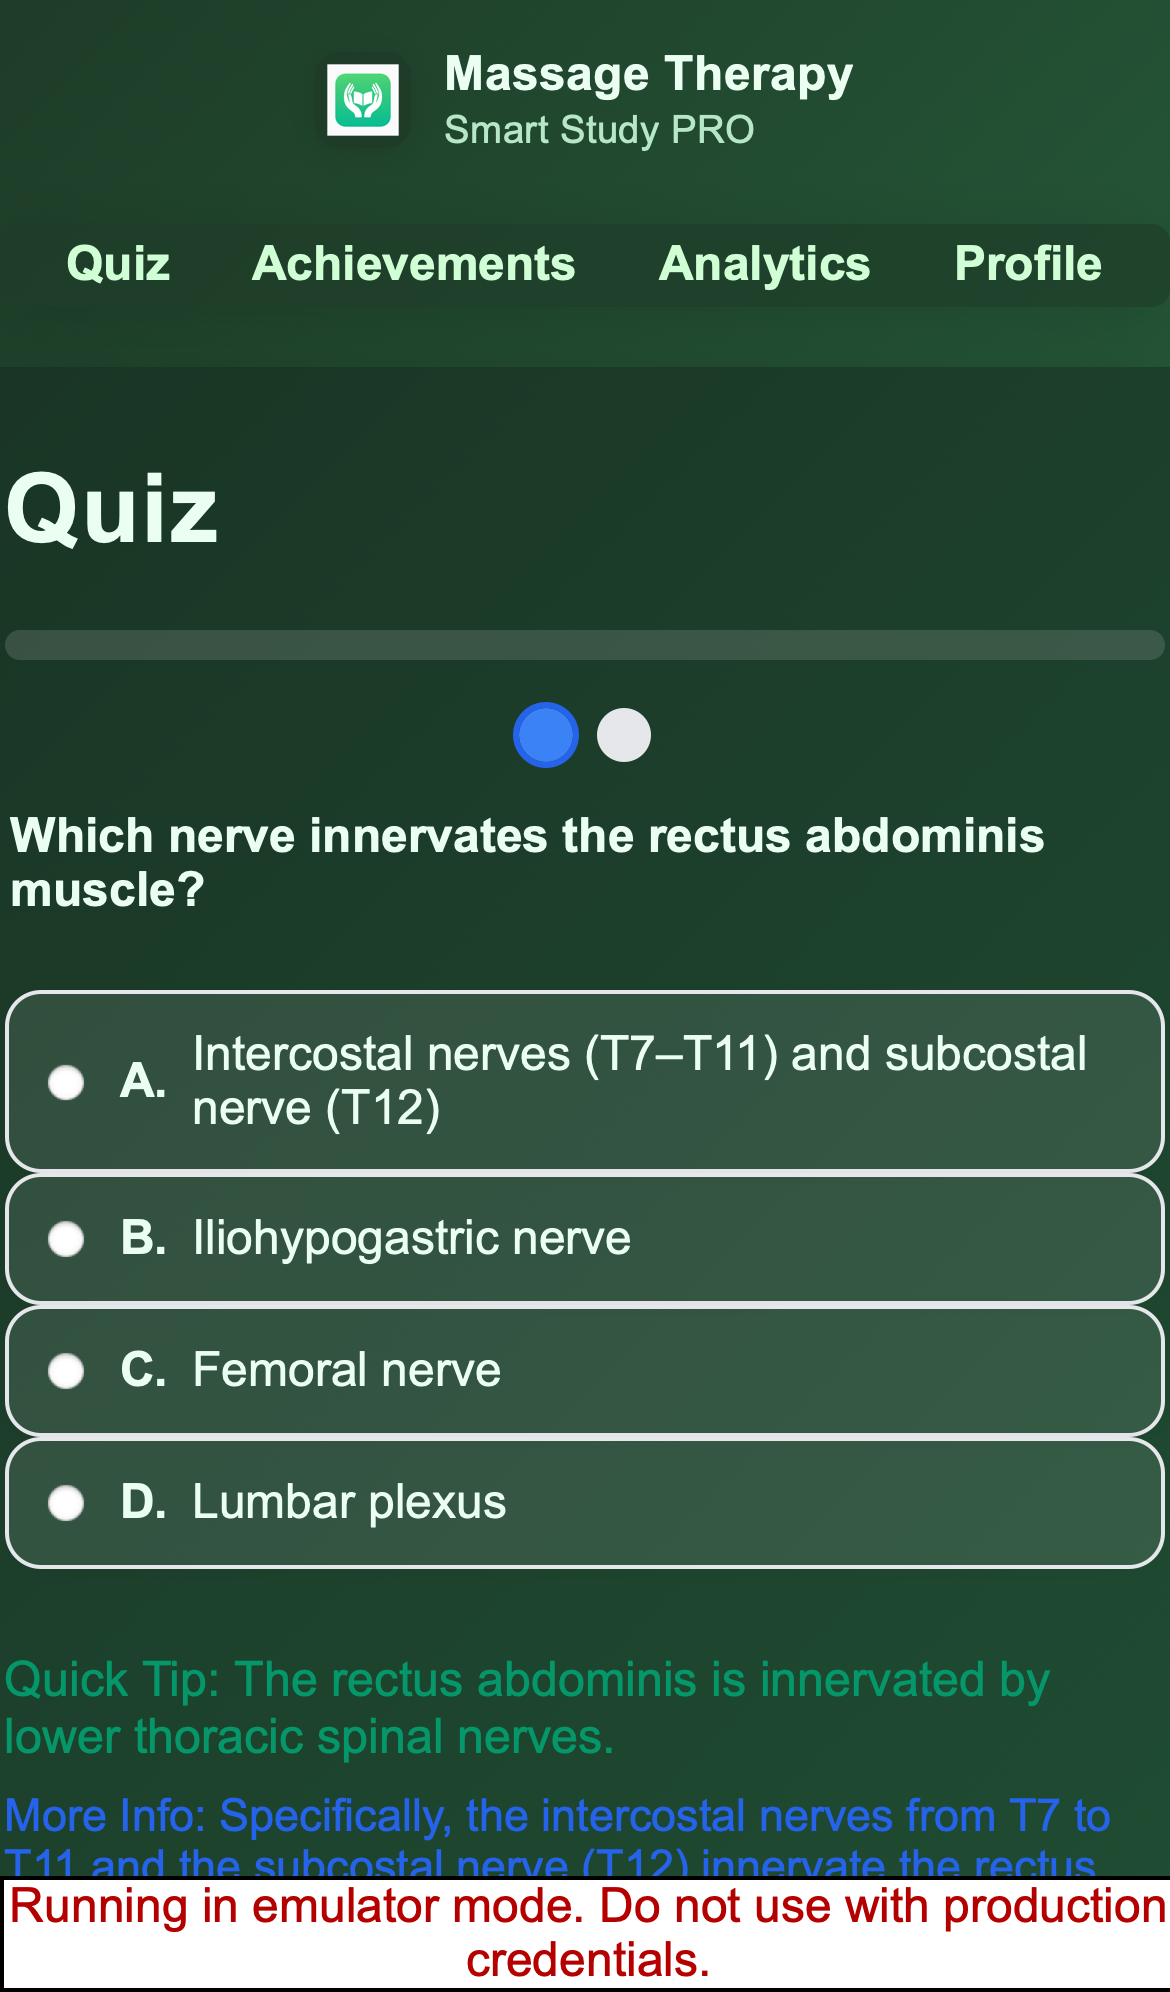 Massage Therapy
Smart Study PRO
Quiz Achievements Analytics Profile
Quiz
Which nerve innervates the rectus abdominis
muscle?
A. Intercostal nerves (T7–T11) and subcostal
nerve (T12)
B. Iliohypogastric nerve
C. Femoral nerve
D. Lumbar plexus
Quick Tip: The rectus abdominis is innervated by
lower thoracic spinal nerves.
More Info: Specifically, the intercostal nerves from T7 to
T11 and the subcostal nerve (T12) innervate the rectus
Running in emulator mode. Do not use with production
credentials.